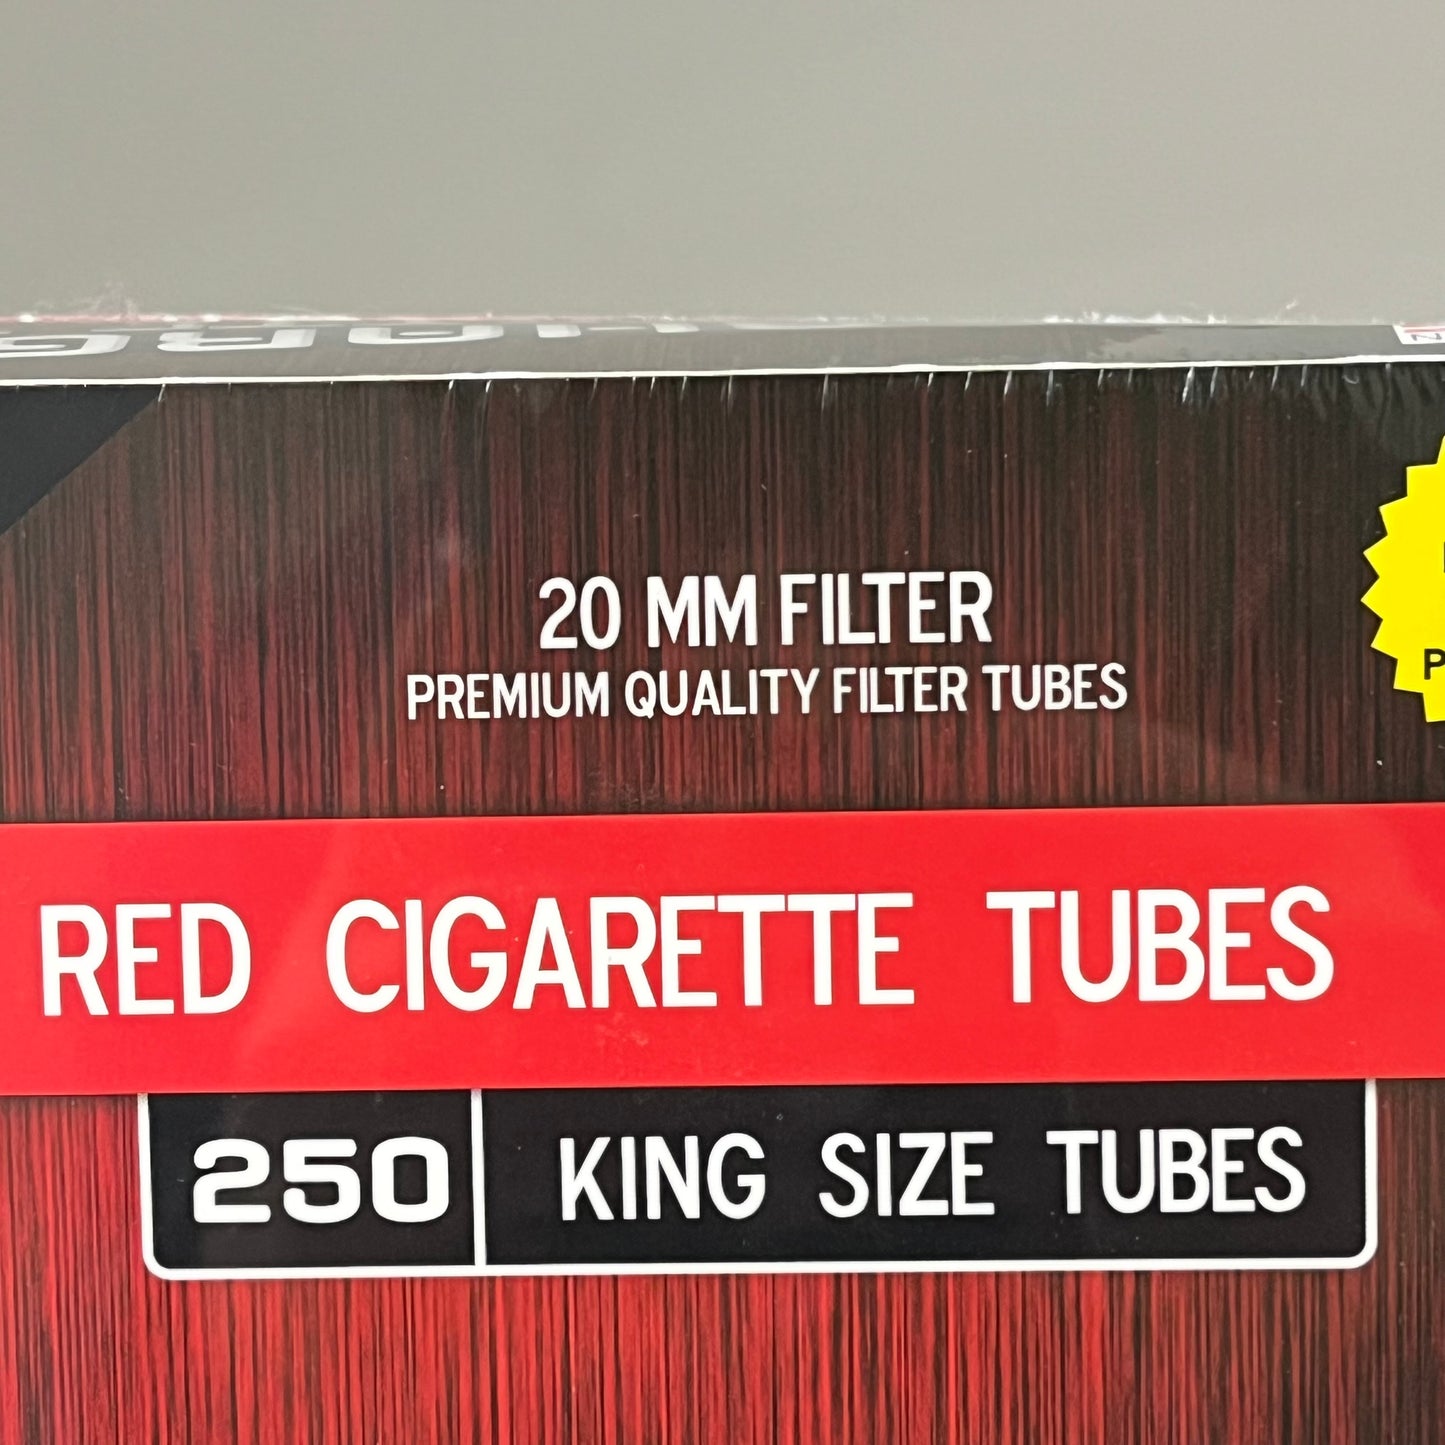 20 MM FILTER
PREMIUM QUALITY FILTER TUBES
RED CIGARETTE TUBES
250 KING SIZE TUBES